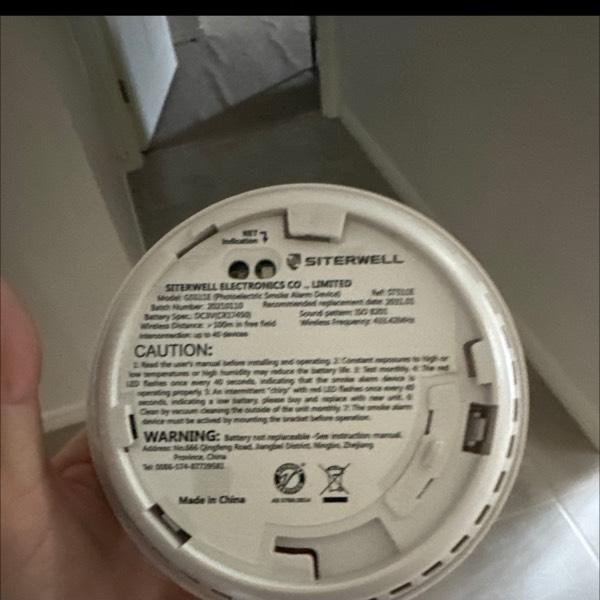 NET
Indication
SITERWELL
SITERWELL ELECTRONICS CO., LIMITED
Model: GS511E (Photoelectric Smoke Alarm Device) Ref:
Batch Number: 20210110 Recommended replacement date: 2031.01
Battery Spec.: DC3V(CR17450) Sound pattern: ISO 8201
Wireless Distance: >100m in free field Wireless Frequency: 433.42MHz
Interconnection: up to 40 devices
CAUTION:
1: Read the user's manual before installing and operating. 2: Constant exposures to high or
low temperatures or high humidity may reduce the battery life. 3: Test monthly. 4: The red
LED flashes once every 40 seconds, indicating that the smoke alarm device is
operating properly. 5: An intermittent "chirp" with red LED flashes once every 40
seconds, indicating a low battery, please buy and replace with new unit. 6:
Clean by vacuum cleaning the outside of the unit monthly. 7: The smoke alarm
device must be actived by mounting the bracket before operation.
WARNING: Battery not replaceable -See instruction manual.
Address: No.666 Qingfeng Road, Jiangbei District, Ningbo, Zhejiang
Province, China
Tel: 0086-574-87729581
Made in China
AS 3786:2014